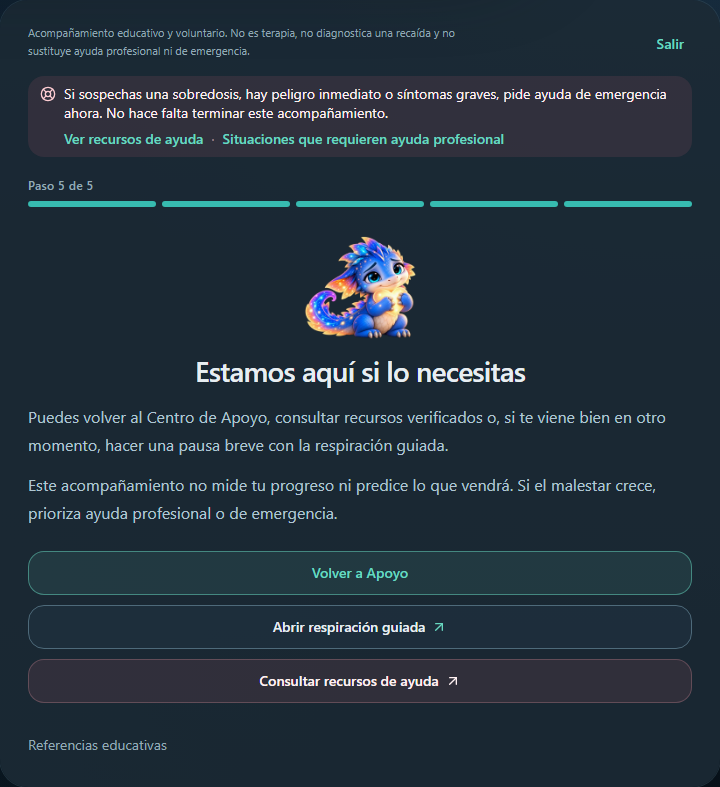 Acompañamiento educativo y voluntario. No es terapia, no diagnostica una recaída y no
sustituye ayuda profesional ni de emergencia.
Salir
Si sospechas una sobredosis, hay peligro inmediato o síntomas graves, pide ayuda de emergencia
ahora. No hace falta terminar este acompañamiento.
Ver recursos de ayuda · Situaciones que requieren ayuda profesional
Paso 5 de 5
Estamos aquí si lo necesitas
Puedes volver al Centro de Apoyo, consultar recursos verificados o, si te viene bien en otro
momento, hacer una pausa breve con la respiración guiada.
Este acompañamiento no mide tu progreso ni predice lo que vendrá. Si el malestar crece,
prioriza ayuda profesional o de emergencia.
Volver a Apoyo
Abrir respiración guiada
Consultar recursos de ayuda
Referencias educativas